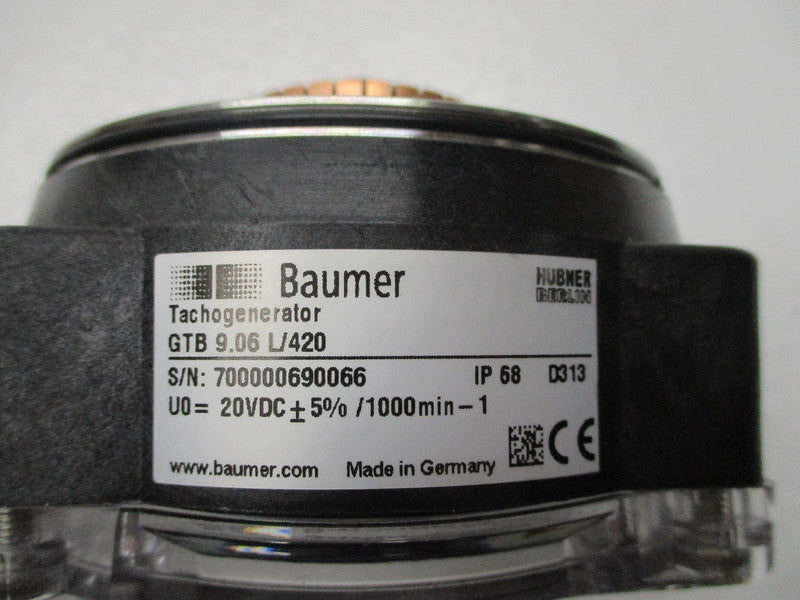 Baumer
HÜBNER
BERLIN
Tachogenerator
GTB 9.06 L/420
S/N: 700000690066 IP 68 D313
U0= 20VDC ± 5% /1000min-1
www.baumer.com Made in Germany CE